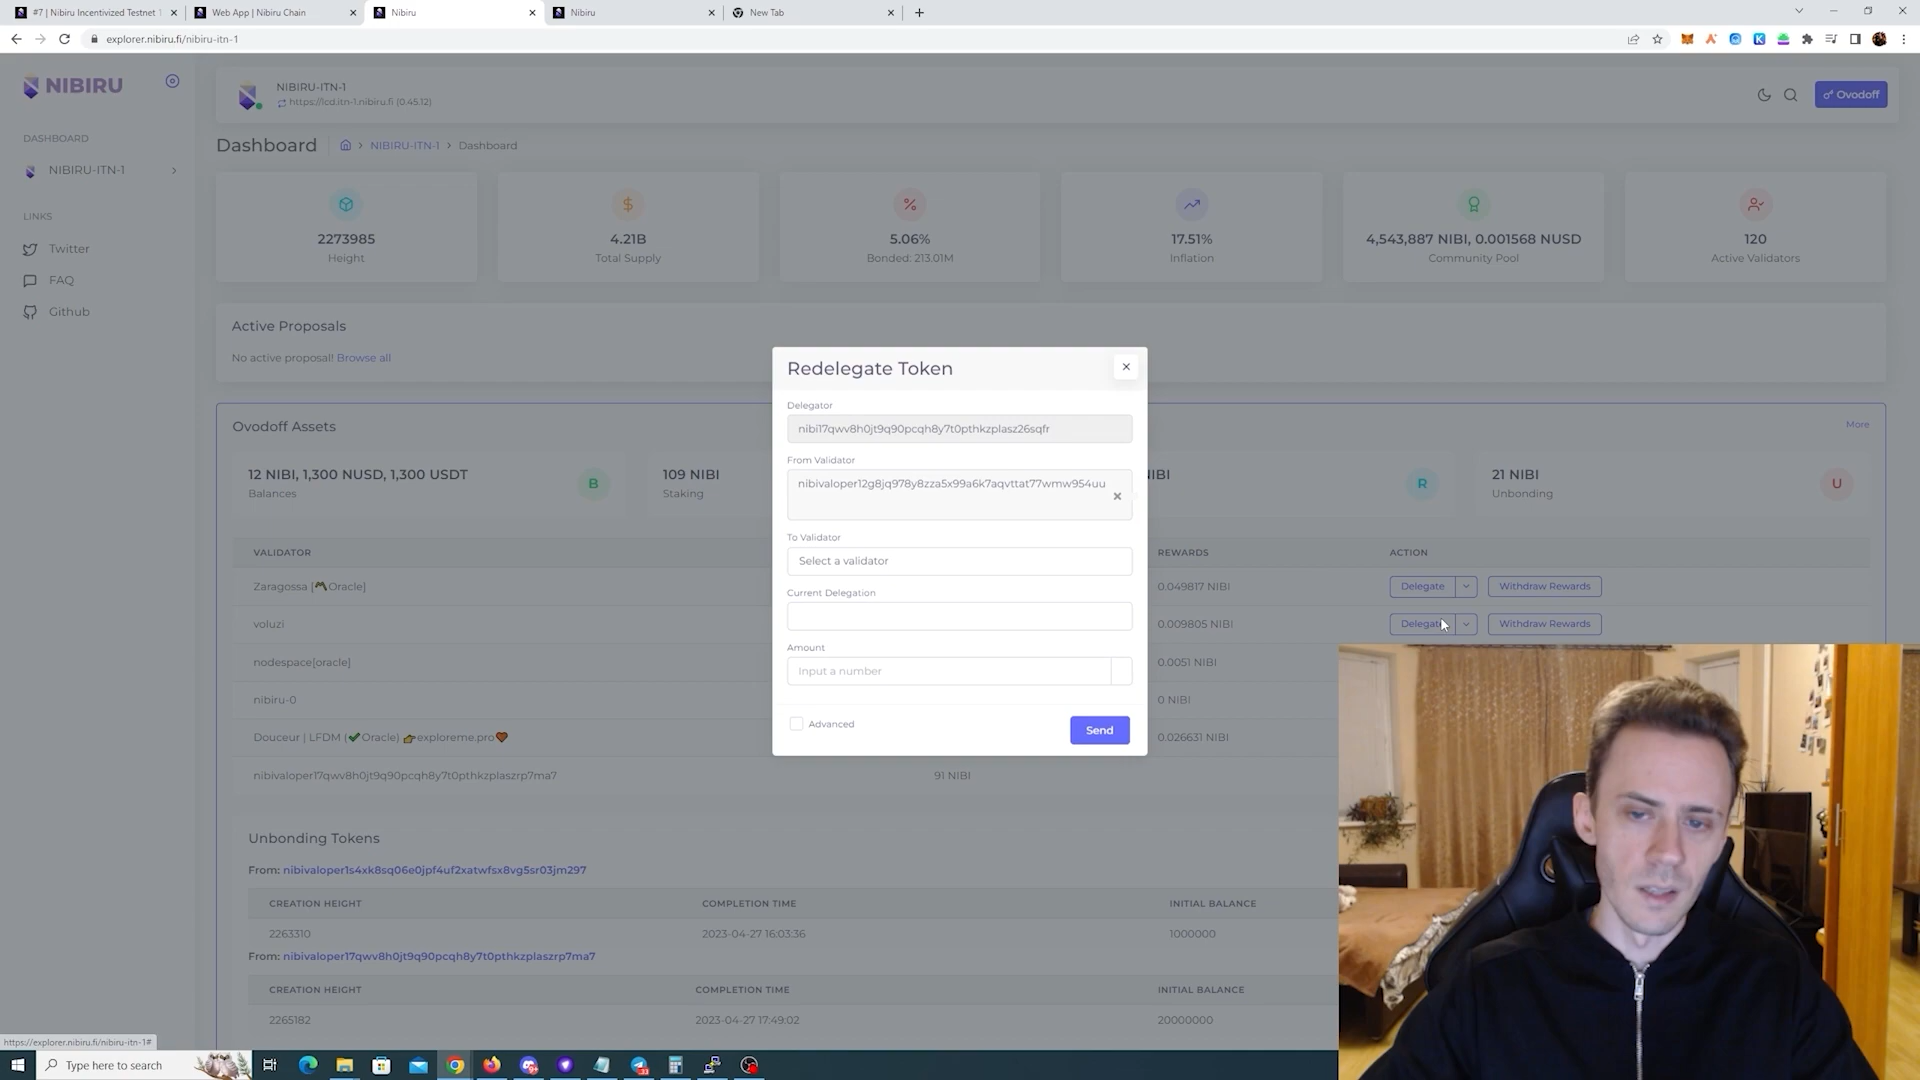 #7 | Nibiru Incentivized Testnet
Web App | Nibiru Chain
Nibiru
Nibiru
New Tab
explorer.nibiru.fi/nibiru-itn-1
NIBIRU
NIBIRU-ITN-1
https://lcd.itn-1.nibiru.fi (0.45.12)
Ovodoff
DASHBOARD
NIBIRU-ITN-1
LINKS
Twitter
FAQ
Github
Dashboard
NIBIRU-ITN-1
Dashboard
2273985
Height
4.21B
Total Supply
5.06%
Bonded: 213.01M
17.51%
Inflation
4,543,887 NIBI, 0.001568 NUSD
Community Pool
120
Active Validators
Active Proposals
No active proposal! Browse all
Ovodoff Assets
More
12 NIBI, 1,300 NUSD, 1,300 USDT
Balances
B
109 NIBI
Staking
NIBI
R
21 NIBI
Unbonding
U
VALIDATOR
REWARDS
ACTION
Zaragossa [Oracle]
0.049817 NIBI
Delegate
Withdraw Rewards
voluzi
0.009805 NIBI
Delegate
Withdraw Rewards
nodespace[oracle]
0.0051 NIBI
nibiru-0
0 NIBI
Douceur | LFDM (✔Oracle) 👉exploreme.pro🧡
0.026631 NIBI
nibivaloper17qwv8h0jt9q90pcqh8y7t0pthkzplaszrp7ma7
91 NIBI
Redelegate Token
Delegator
nibi17qwv8h0jt9q90pcqh8y7t0pthkzplasz26sqfr
From Validator
nibivaloper12g8jq978y8zza5x99a6k7aqvttat77wmw954uu
To Validator
Select a validator
Current Delegation
Amount
Input a number
Advanced
Send
Unbonding Tokens
From: nibivaloper1s4xk8sq06e0jpf4uf2xatwfsx8vg5sr03jm297
CREATION HEIGHT
COMPLETION TIME
INITIAL BALANCE
2263310
2023-04-27 16:03:36
1000000
From: nibivaloper17qwv8h0jt9q90pcqh8y7t0pthkzplaszrp7ma7
CREATION HEIGHT
COMPLETION TIME
INITIAL BALANCE
2265182
2023-04-27 17:49:02
20000000
https://explorer.nibiru.fi/nibiru-itn-1#
Type here to search